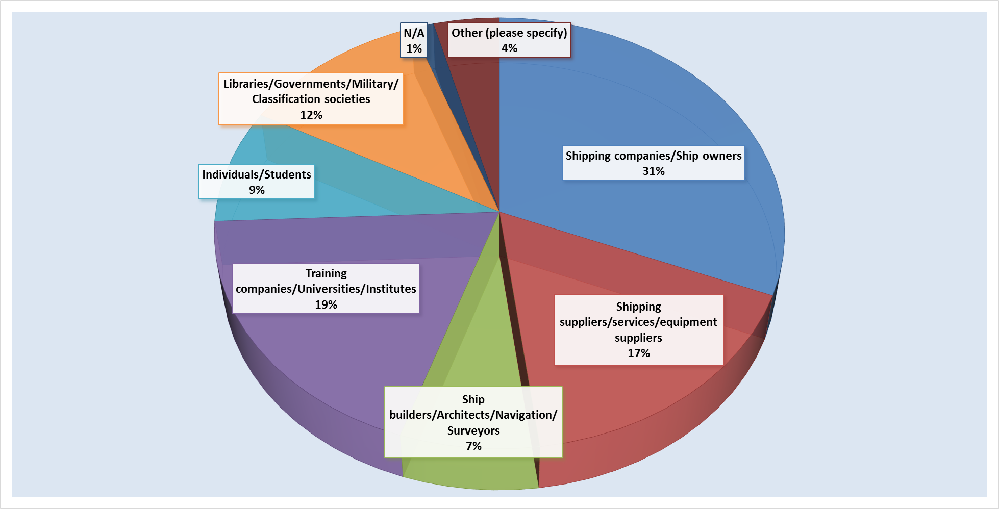 N/A
1%
Other (please specify)
4%
Libraries/Governments/Military/
Classification societies
12%
Shipping companies/Ship owners
31%
Individuals/Students
9%
Training
companies/Universities/Institutes
19%
Shipping
suppliers/services/equipment
suppliers
17%
Ship
builders/Architects/Navigation/
Surveyors
7%